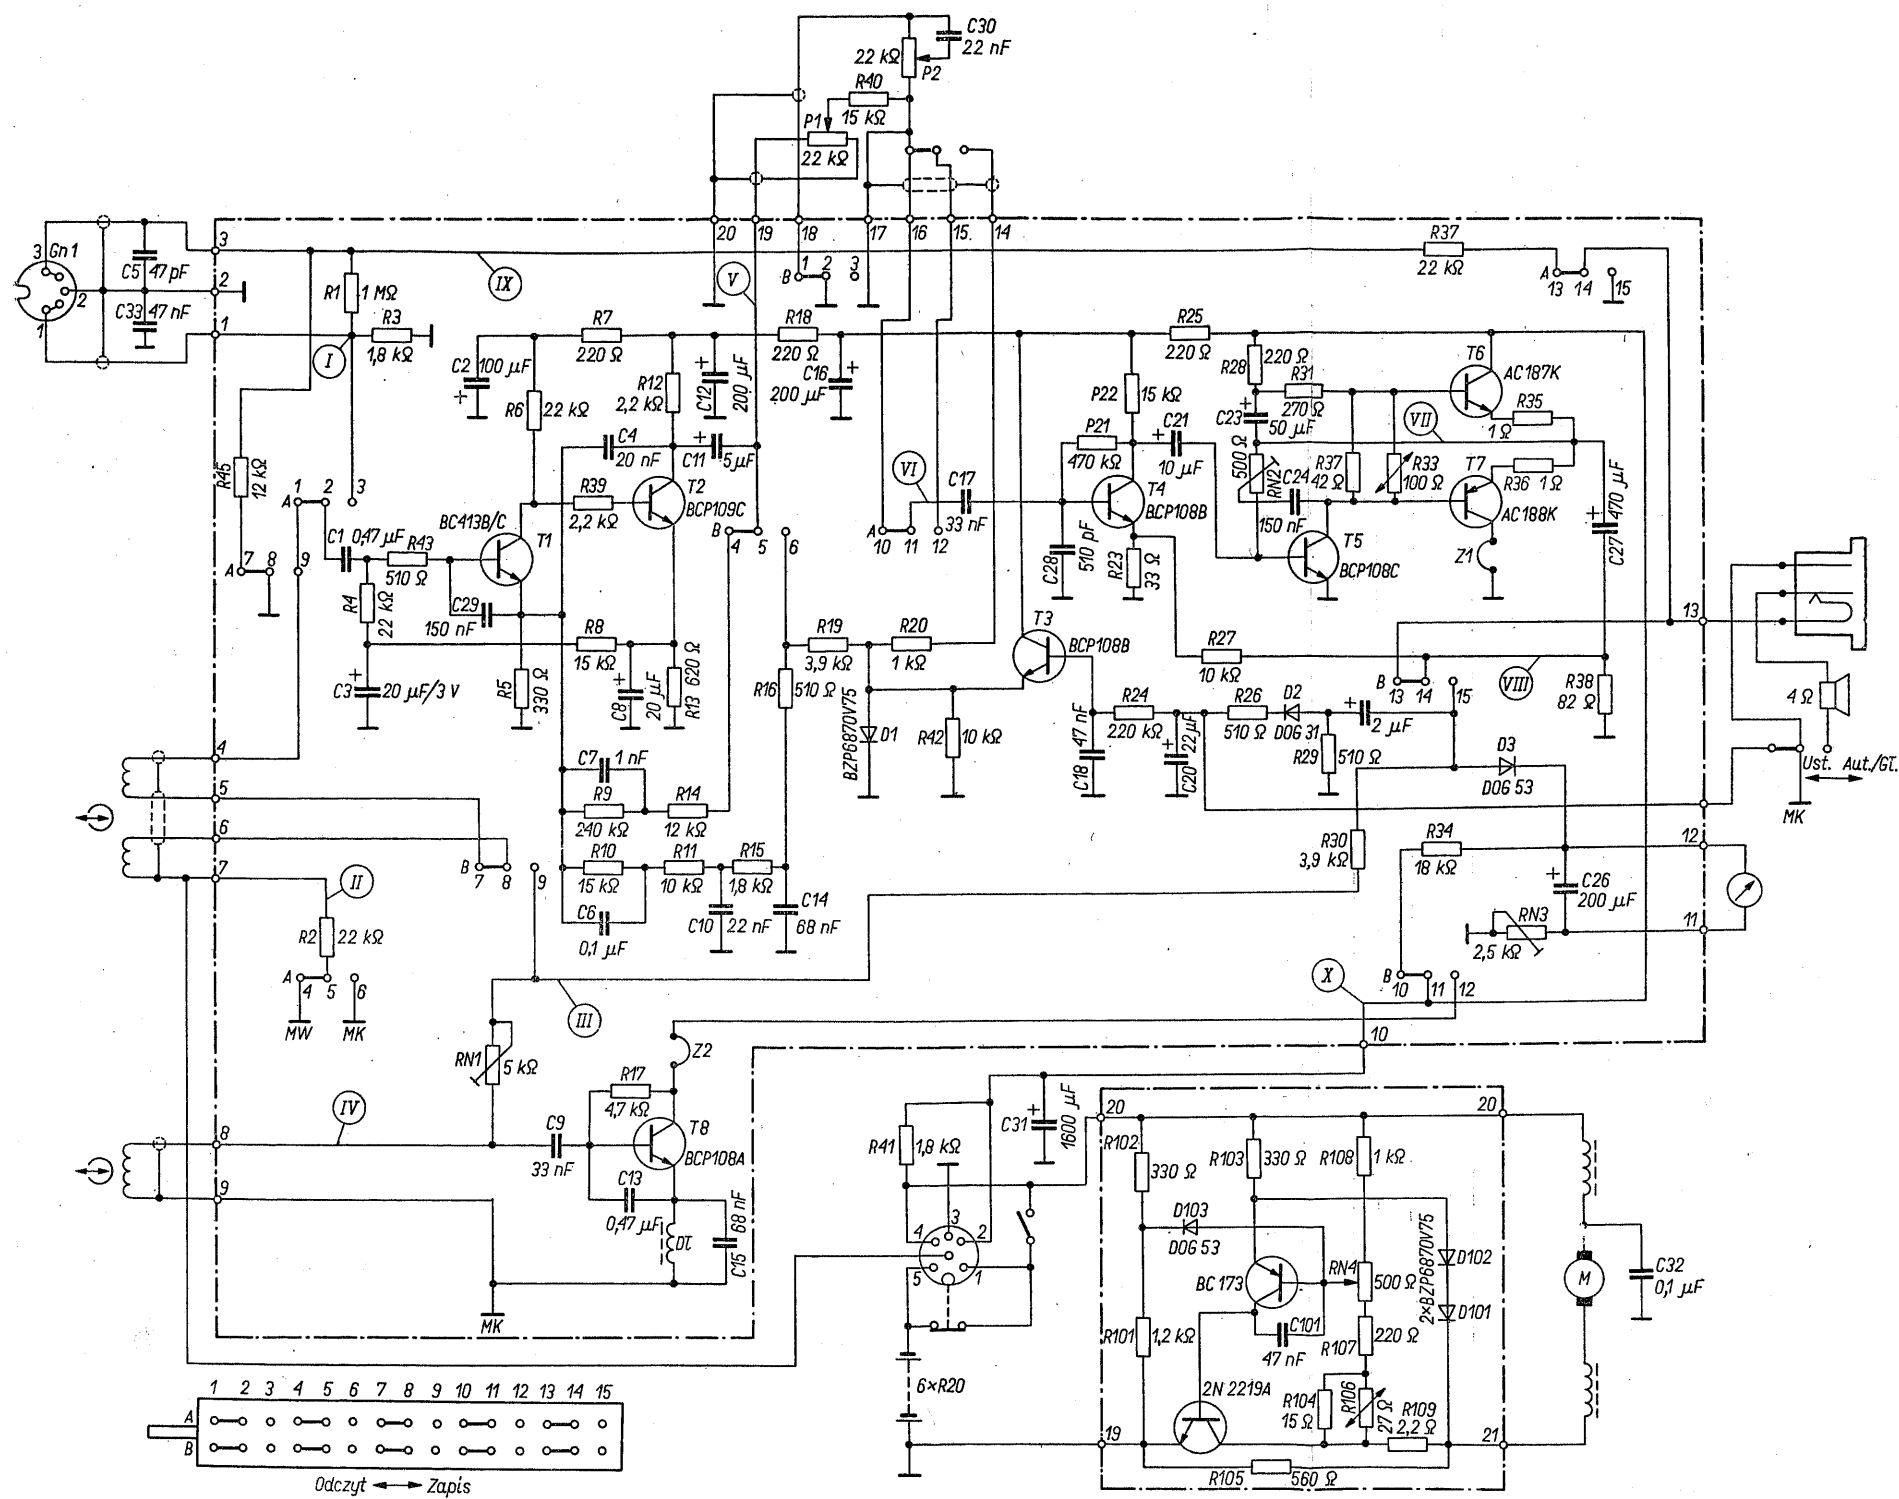 C30
22 nF
22 kΩ
P2
R40
15 kΩ
P1
22 kΩ
3 Gn1
C5 47 pF
2
C33 47 nF
1
3
2
1
20 19 18 17 16 15 14
IX
V
B 1 2 3
R37
22 kΩ
A 13 14 15
R1 1 MΩ
R3
1,8 kΩ
I
C2 100 µF
+
R7
220 Ω
R6 22 kΩ
R12
2,2 kΩ
+
C12
200 µF
R18
220 Ω
C16
200 µF
+
P22 15 kΩ
R25
220 Ω
R28 220 Ω
R31
270 Ω
C23
+
50 µF
T6
AC187K
R35
1 Ω
VII
R45
12 kΩ
C4
20 nF
C11
+
5 µF
VI
C17
33 nF
P21
470 kΩ
+ C21
10 µF
T4
BCP108B
500 Ω
RN2
C24
150 nF
R37
42 Ω
R33
100 Ω
T7
AC188K
R36 1 Ω
470 µF
+
C27
A 1 2 3
A 7 8 9
C1 0,47 µF
R43
510 Ω
BC413B/C
T1
R39
2,2 kΩ
T2
BCP109C
B 4 5 6
A 10 11 12
C28
510 pF
R23
33 Ω
T5
BCP108C
Z1
R4
22 kΩ
C29
150 nF
R8
15 kΩ
R5
330 Ω
C3
+
20 µF/3 V
C8
+
20 µF
R13 620 Ω
R16 510 Ω
R19
3,9 kΩ
R20
1 kΩ
T3
BCP108B
R27
10 kΩ
B 13 14 15
VIII
R38
82 Ω
13
4 Ω
BZP6870V75
D1
R42 10 kΩ
C18
47 nF
R24
220 kΩ
+
C20
22 µF
R26
510 Ω
D2
DOG 31
R29 510 Ω
+
2 µF
D3
DOG 53
Ust. Aut./Gł.
MK
4
5
6
7
C7 1 nF
R9
240 kΩ
R14
12 kΩ
R10
15 kΩ
R11
10 kΩ
R15
1,8 kΩ
C6
0,1 µF
C10 22 nF
C14
68 nF
B 7 8 9
R30
3,9 kΩ
R34
18 kΩ
12
+ C26
200 µF
RN3
2,5 kΩ
11
II
R2 22 kΩ
A 4 5 6
MW MK
III
X
B 10 11 12
10
RN1 5 kΩ
Z2
R17
4,7 kΩ
IV
8
9
C9
33 nF
T8
BCP108A
C13
0,47 µF
Dł
C15
68 nF
MK
R41 1,8 kΩ
C31
+
1600 µF
3
4 2
5 1
6×R20
20 20
R102
330 Ω
R103 330 Ω
R108 1 kΩ
D103
DOG 53
BC 173
RN4
500 Ω
2×BZP6870V75
D102
D101
M
C32
0,1 µF
R101 1,2 kΩ
C101
47 nF
R107 220 Ω
2N 2219A
R104
15 Ω
R106
27 Ω
R109
2,2 Ω
19 21
R105 560 Ω
1 2 3 4 5 6 7 8 9 10 11 12 13 14 15
A
B
Odczyt Zapis